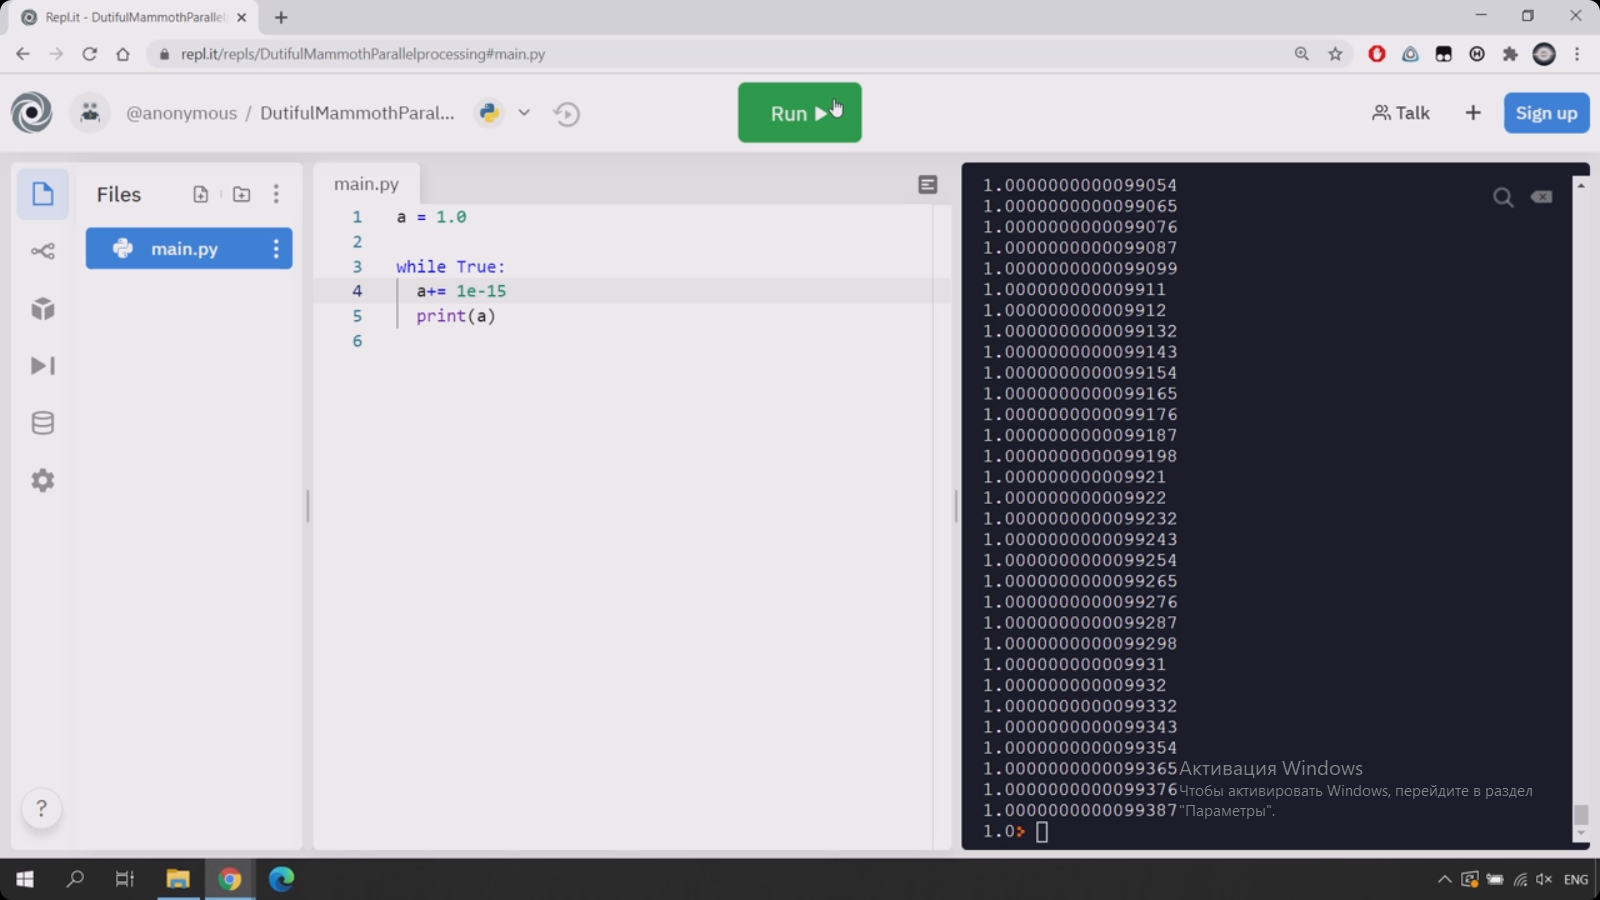 Repl.it - DutifulMammothParallel
repl.it/repls/DutifulMammothParallelprocessing#main.py
@anonymous / DutifulMammothParal...
Run
Talk
Sign up
Files
main.py
main.py
1 a = 1.0
2
3 while True:
4 a+= 1e-15
5 print(a)
6
1.0000000000099054
1.0000000000099065
1.0000000000099076
1.0000000000099087
1.0000000000099099
1.000000000009911
1.000000000009912
1.0000000000099132
1.0000000000099143
1.0000000000099154
1.0000000000099165
1.0000000000099176
1.0000000000099187
1.0000000000099198
1.000000000009921
1.000000000009922
1.0000000000099232
1.0000000000099243
1.0000000000099254
1.0000000000099265
1.0000000000099276
1.0000000000099287
1.0000000000099298
1.000000000009931
1.000000000009932
1.0000000000099332
1.0000000000099343
1.0000000000099354
1.0000000000099365
1.0000000000099376
1.0000000000099387
1.0>
Активация Windows
Чтобы активировать Windows, перейдите в раздел
"Параметры".
?
ENG